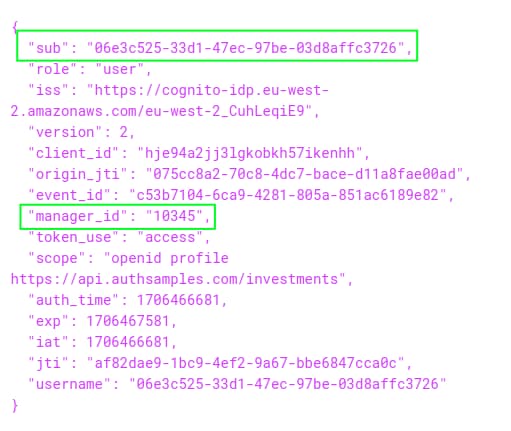 {
"sub": "06e3c525-33d1-47ec-97be-03d8affc3726",
"role": "user",
"iss": "https://cognito-idp.eu-west-
2.amazonaws.com/eu-west-2_CuhLeqiE9",
"version": 2,
"client_id": "hje94a2jj3lgkobkh57ikenhh",
"origin_jti": "075cc8a2-70c8-4dc7-bace-d11a8fae00ad",
"event_id": "c53b7104-6ca9-4281-805a-851ac6189e82",
"manager_id": "10345",
"token_use": "access",
"scope": "openid profile
https://api.authsamples.com/investments",
"auth_time": 1706466681,
"exp": 1706467581,
"iat": 1706466681,
"jti": "af82dae9-1bc9-4ef2-9a67-bbe6847cca0c",
"username": "06e3c525-33d1-47ec-97be-03d8affc3726"
}